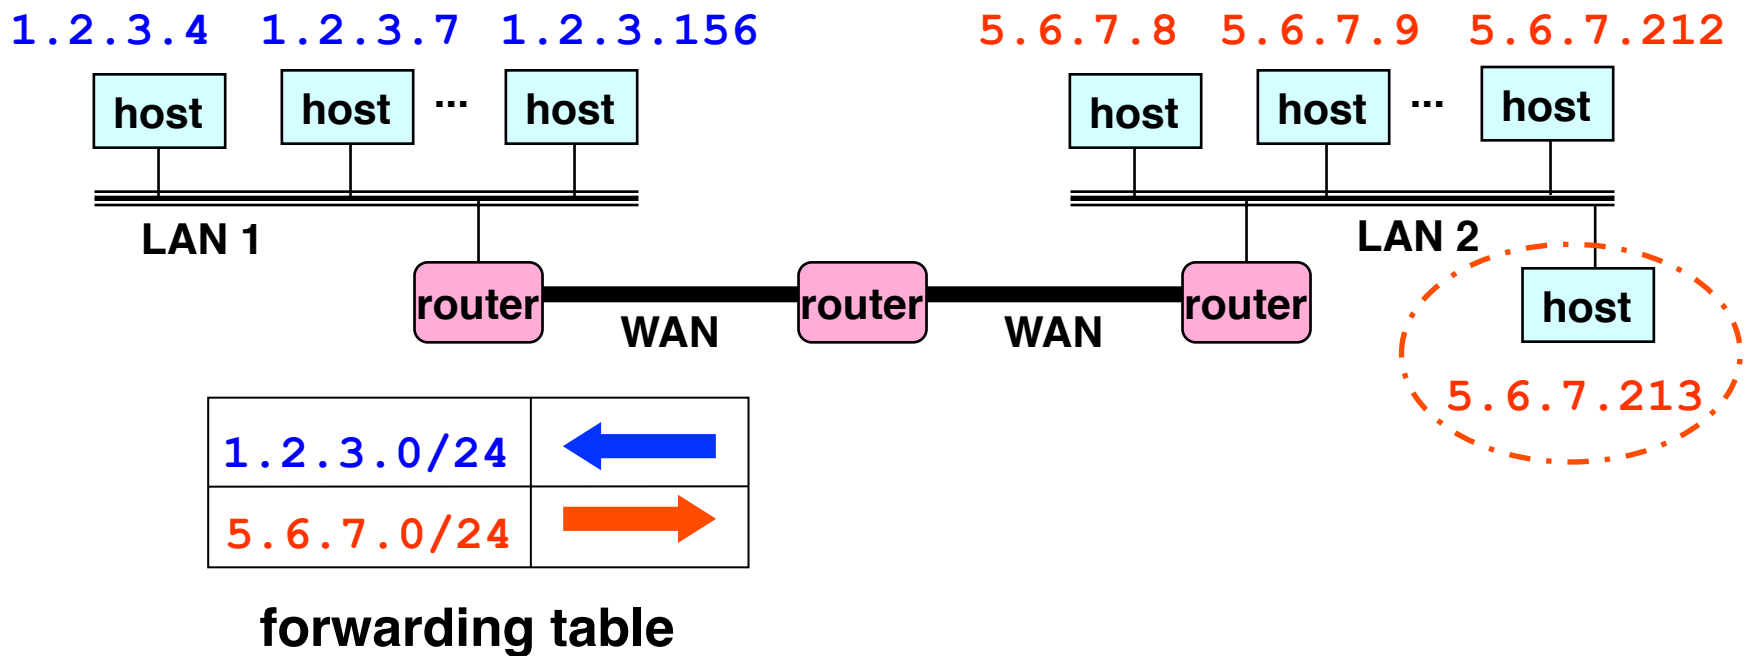 1.2.3.4 1.2.3.7 1.2.3.156 5.6.7.8 5.6.7.9 5.6.7.212
host host ... host host host ... host
LAN 1 LAN 2
router WAN router WAN router host
5.6.7.213
1.2.3.0/24
5.6.7.0/24
forwarding table